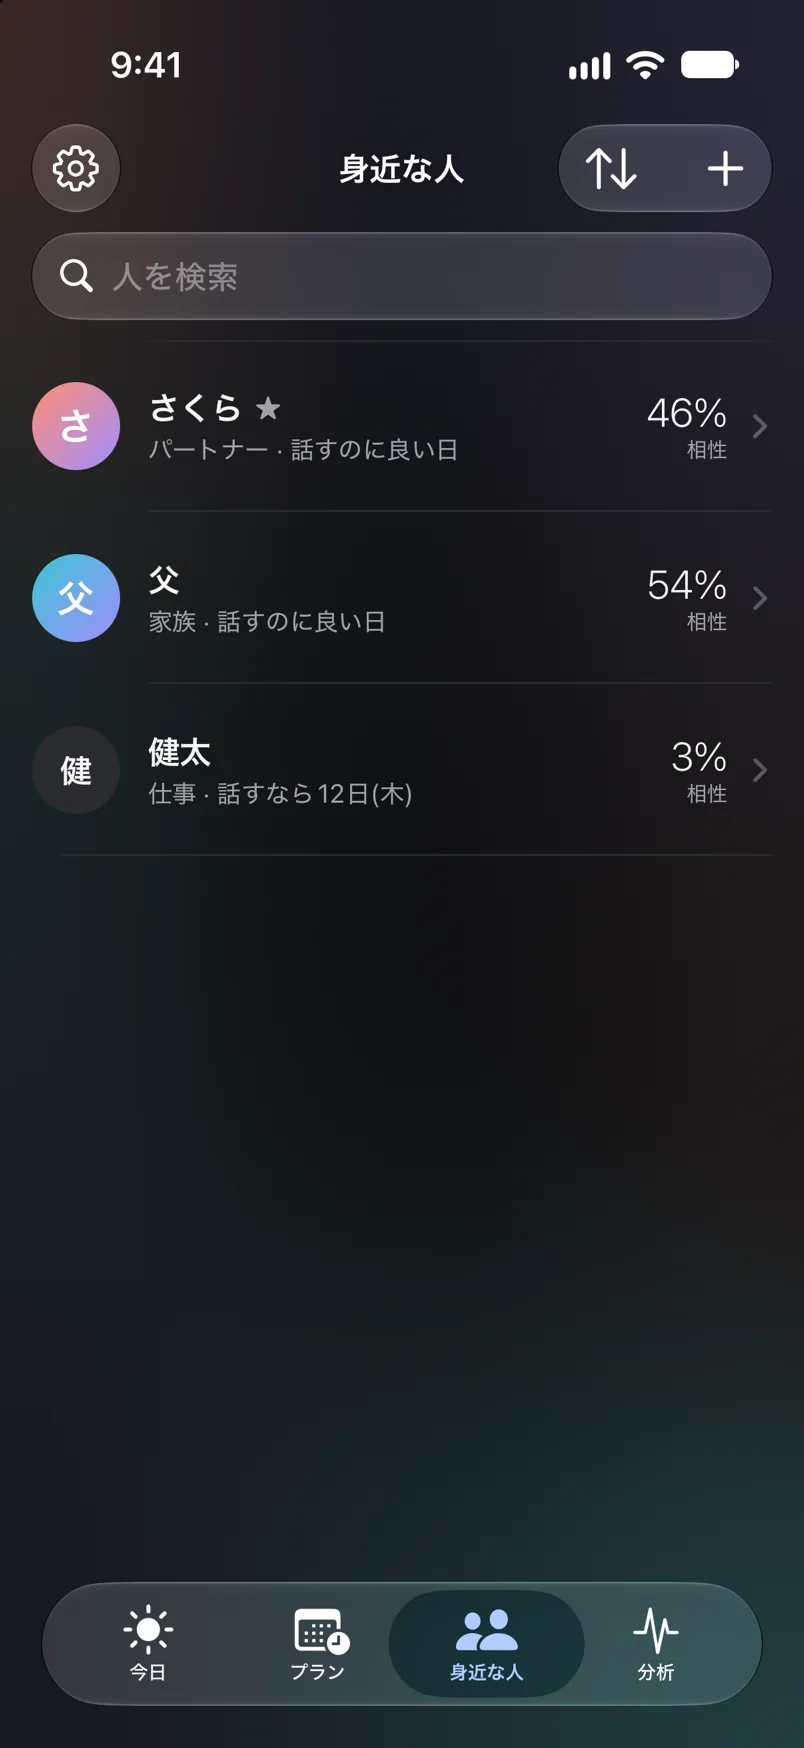 9:41
身近な人
人を検索
さ
さくら ★
パートナー · 話すのに良い日
46%
相性
父
父
家族 · 話すのに良い日
54%
相性
健
健太
仕事 · 話すなら12日(木)
3%
相性
今日
プラン
身近な人
分析